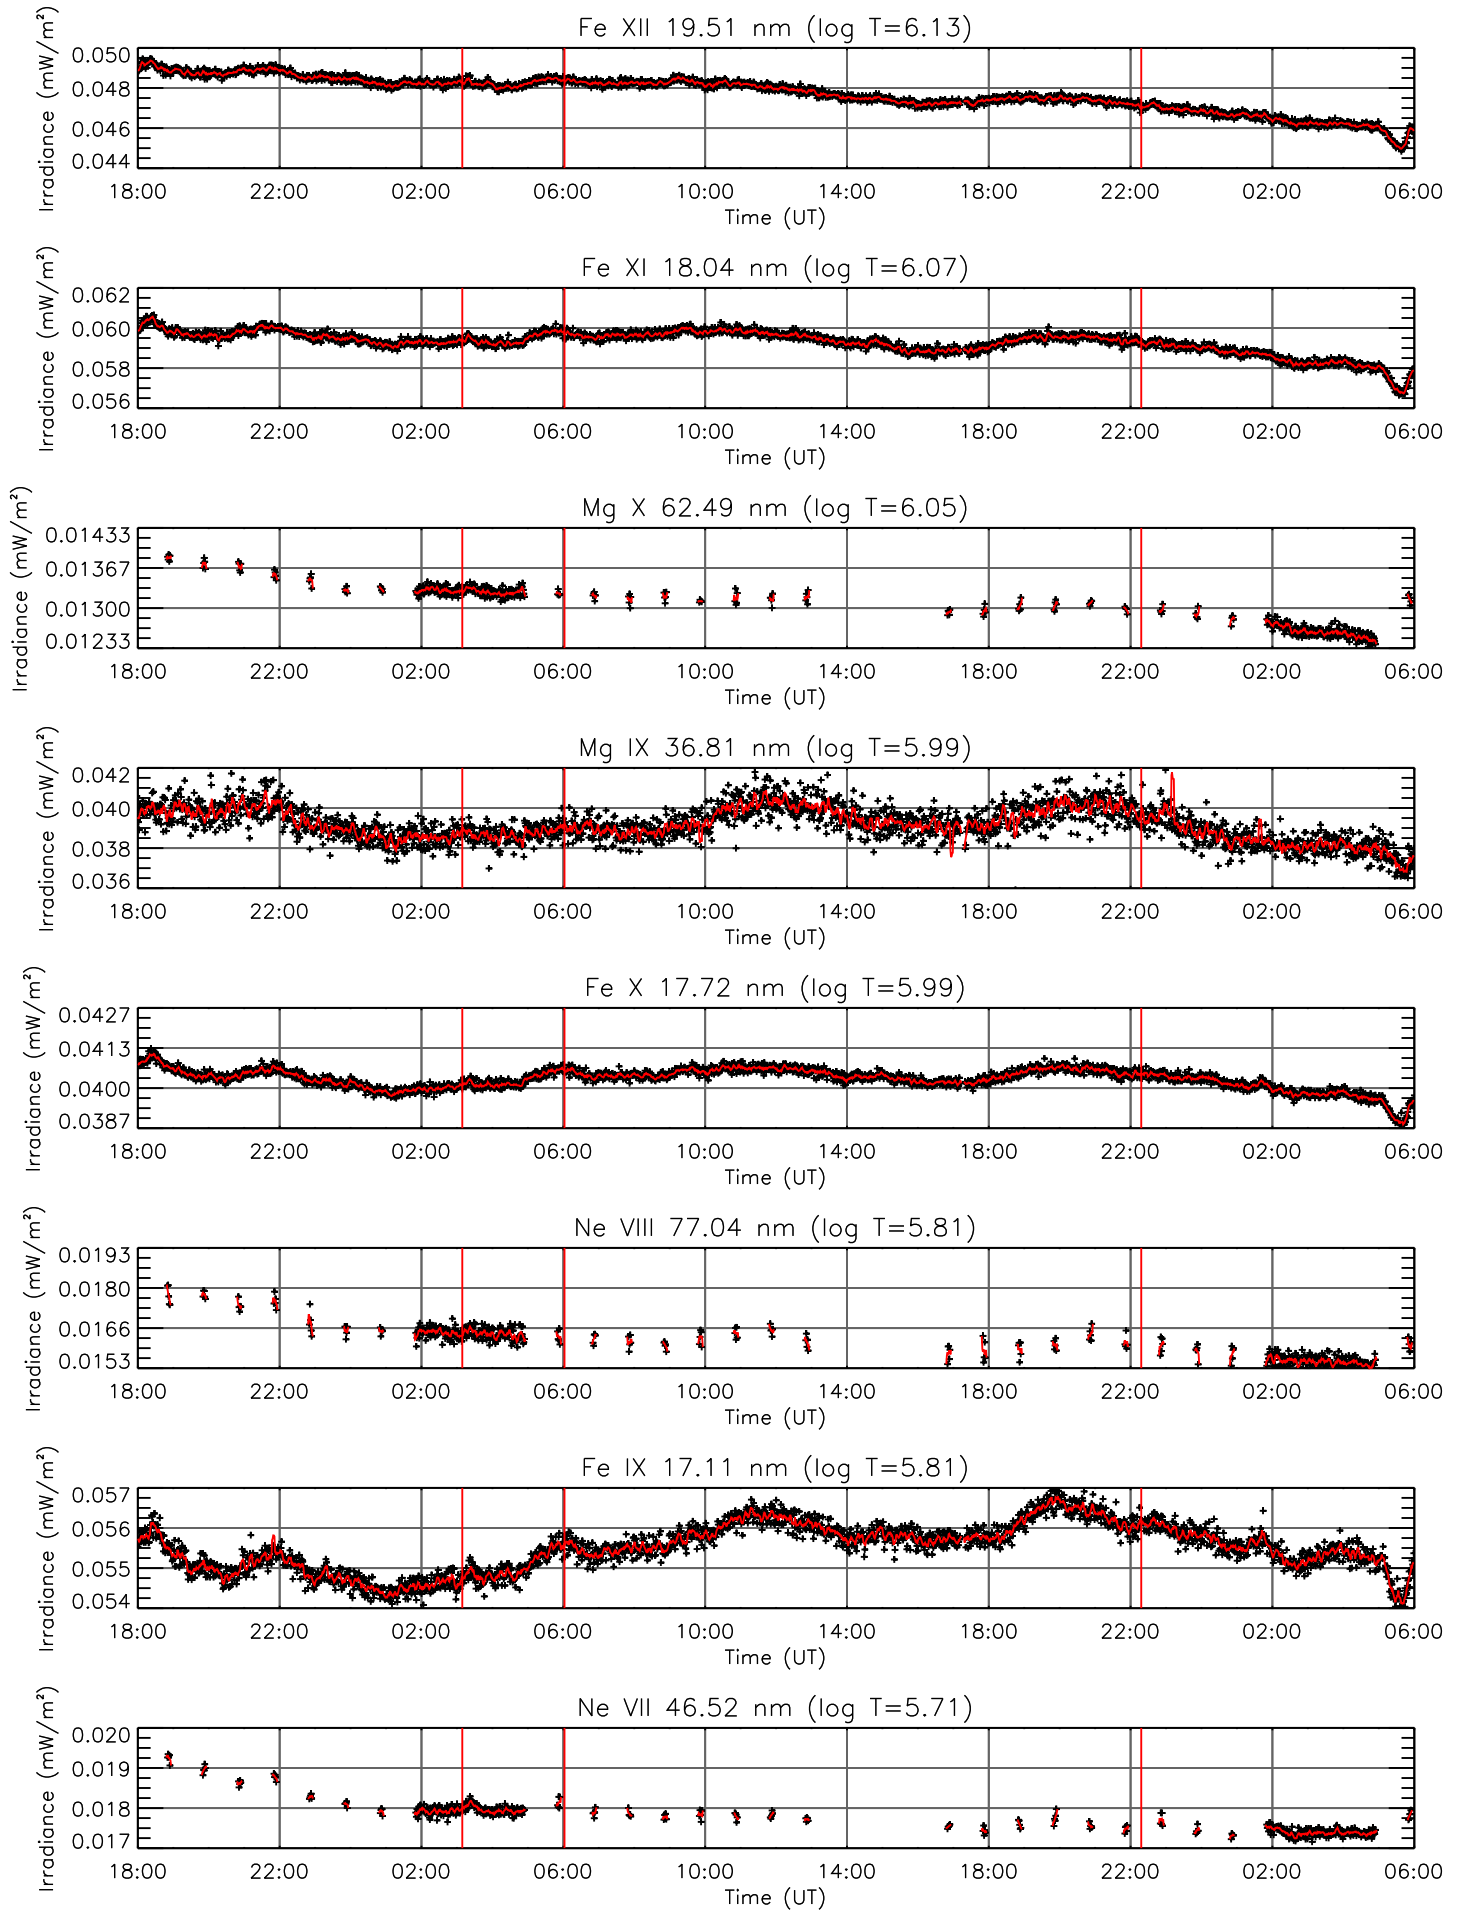 Fe XII 19.51 nm (log T=6.13)
Irradiance (mW/m²)
0.050
0.048
0.046
0.044
18:00 22:00 02:00 06:00 10:00 14:00 18:00 22:00 02:00 06:00
Time (UT)
Fe XI 18.04 nm (log T=6.07)
Irradiance (mW/m²)
0.062
0.060
0.058
0.056
18:00 22:00 02:00 06:00 10:00 14:00 18:00 22:00 02:00 06:00
Time (UT)
Mg X 62.49 nm (log T=6.05)
Irradiance (mW/m²)
0.01433
0.01367
0.01300
0.01233
18:00 22:00 02:00 06:00 10:00 14:00 18:00 22:00 02:00 06:00
Time (UT)
Mg IX 36.81 nm (log T=5.99)
Irradiance (mW/m²)
0.042
0.040
0.038
0.036
18:00 22:00 02:00 06:00 10:00 14:00 18:00 22:00 02:00 06:00
Time (UT)
Fe X 17.72 nm (log T=5.99)
Irradiance (mW/m²)
0.0427
0.0413
0.0400
0.0387
18:00 22:00 02:00 06:00 10:00 14:00 18:00 22:00 02:00 06:00
Time (UT)
Ne VIII 77.04 nm (log T=5.81)
Irradiance (mW/m²)
0.0193
0.0180
0.0166
0.0153
18:00 22:00 02:00 06:00 10:00 14:00 18:00 22:00 02:00 06:00
Time (UT)
Fe IX 17.11 nm (log T=5.81)
Irradiance (mW/m²)
0.057
0.056
0.055
0.054
18:00 22:00 02:00 06:00 10:00 14:00 18:00 22:00 02:00 06:00
Time (UT)
Ne VII 46.52 nm (log T=5.71)
Irradiance (mW/m²)
0.020
0.019
0.018
0.017
18:00 22:00 02:00 06:00 10:00 14:00 18:00 22:00 02:00 06:00
Time (UT)